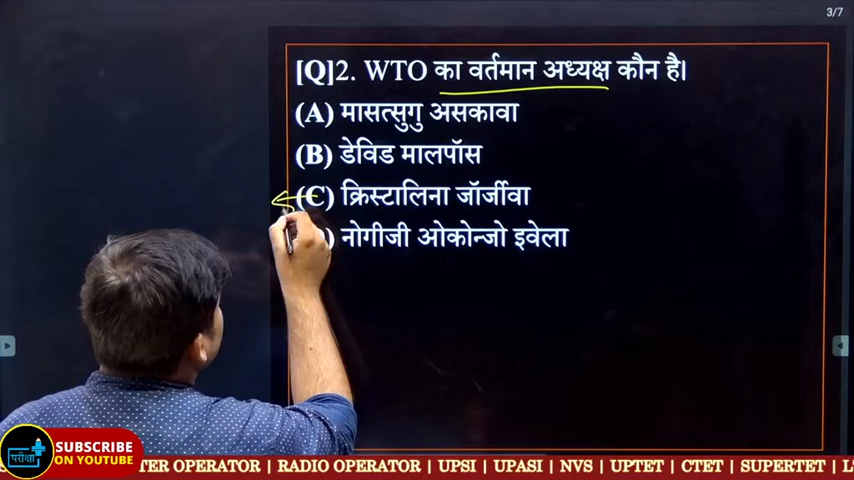 3/7
[Q]2. WTO का वर्तमान अध्यक्ष कौन है।
(A) मासत्सुगु असकावा
(B) डेविड मालपॉस
(C) क्रिस्टालिना जॉर्जीवा
) नोगीजी ओकोन्जो इवेला
परीक्षा
SUBSCRIBE
ON YOUTUBE
TER OPERATOR | RADIO OPERATOR | UPSI | UPASI | NVS | UPTET | CTET | SUPERTET |